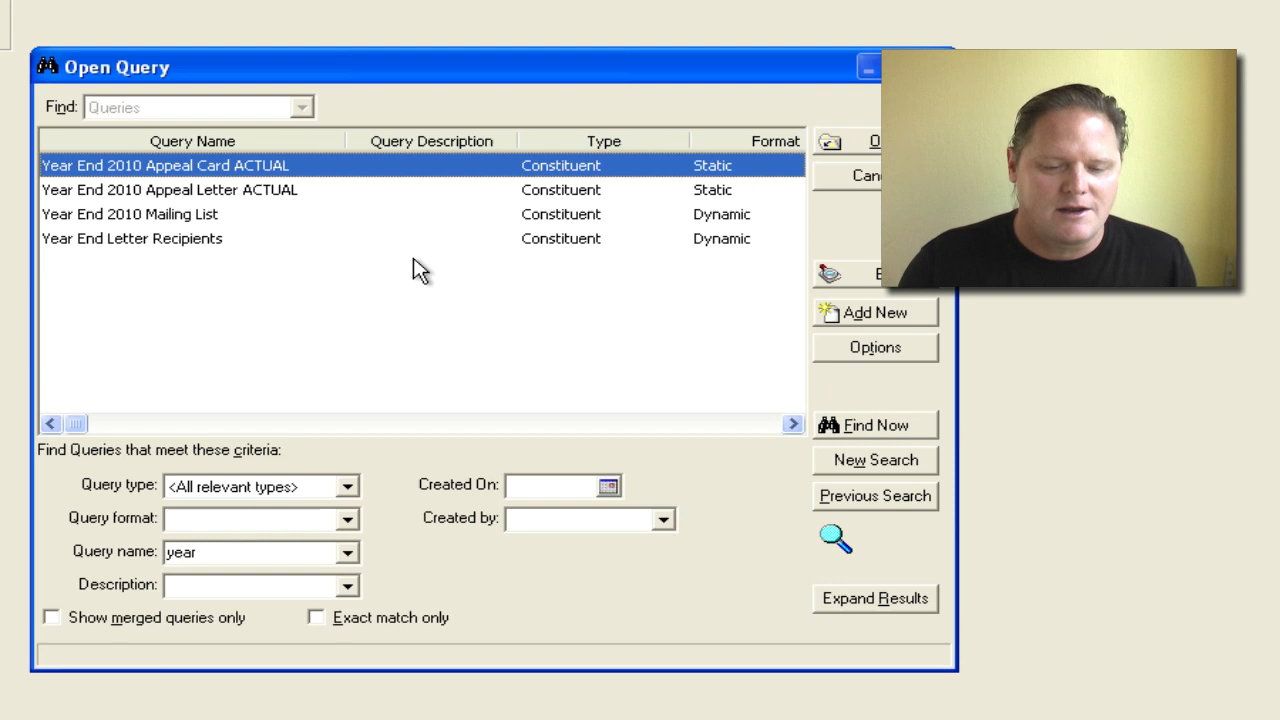 Open Query
Find: Queries
Query Name Query Description Type Format
Year End 2010 Appeal Card ACTUAL Constituent Static
Year End 2010 Appeal Letter ACTUAL Constituent Static
Year End 2010 Mailing List Constituent Dynamic
Year End Letter Recipients Constituent Dynamic
Add New
Options
Find Now
New Search
Previous Search
Expand Results
Find Queries that meet these criteria:
Query type: <All relevant types> Created On:
Query format: Created by:
Query name: year
Description:
Show merged queries only Exact match only